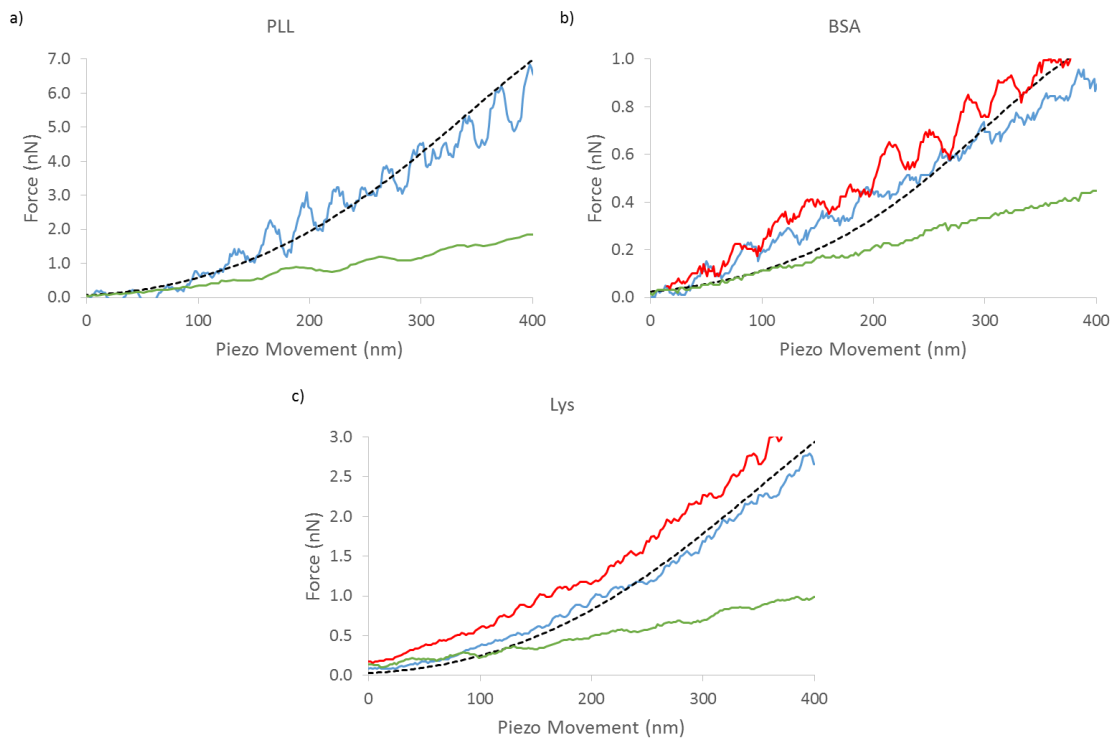 a)
PLL
7.0
6.0
5.0
4.0
3.0
2.0
1.0
0.0
Force (nN)
0 100 200 300 400
Piezo Movement (nm)
b)
BSA
1.0
0.8
0.6
0.4
0.2
0.0
Force (nN)
0 100 200 300 400
Piezo Movement (nm)
c)
Lys
3.0
2.5
2.0
1.5
1.0
0.5
0.0
Force (nN)
0 100 200 300 400
Piezo Movement (nm)